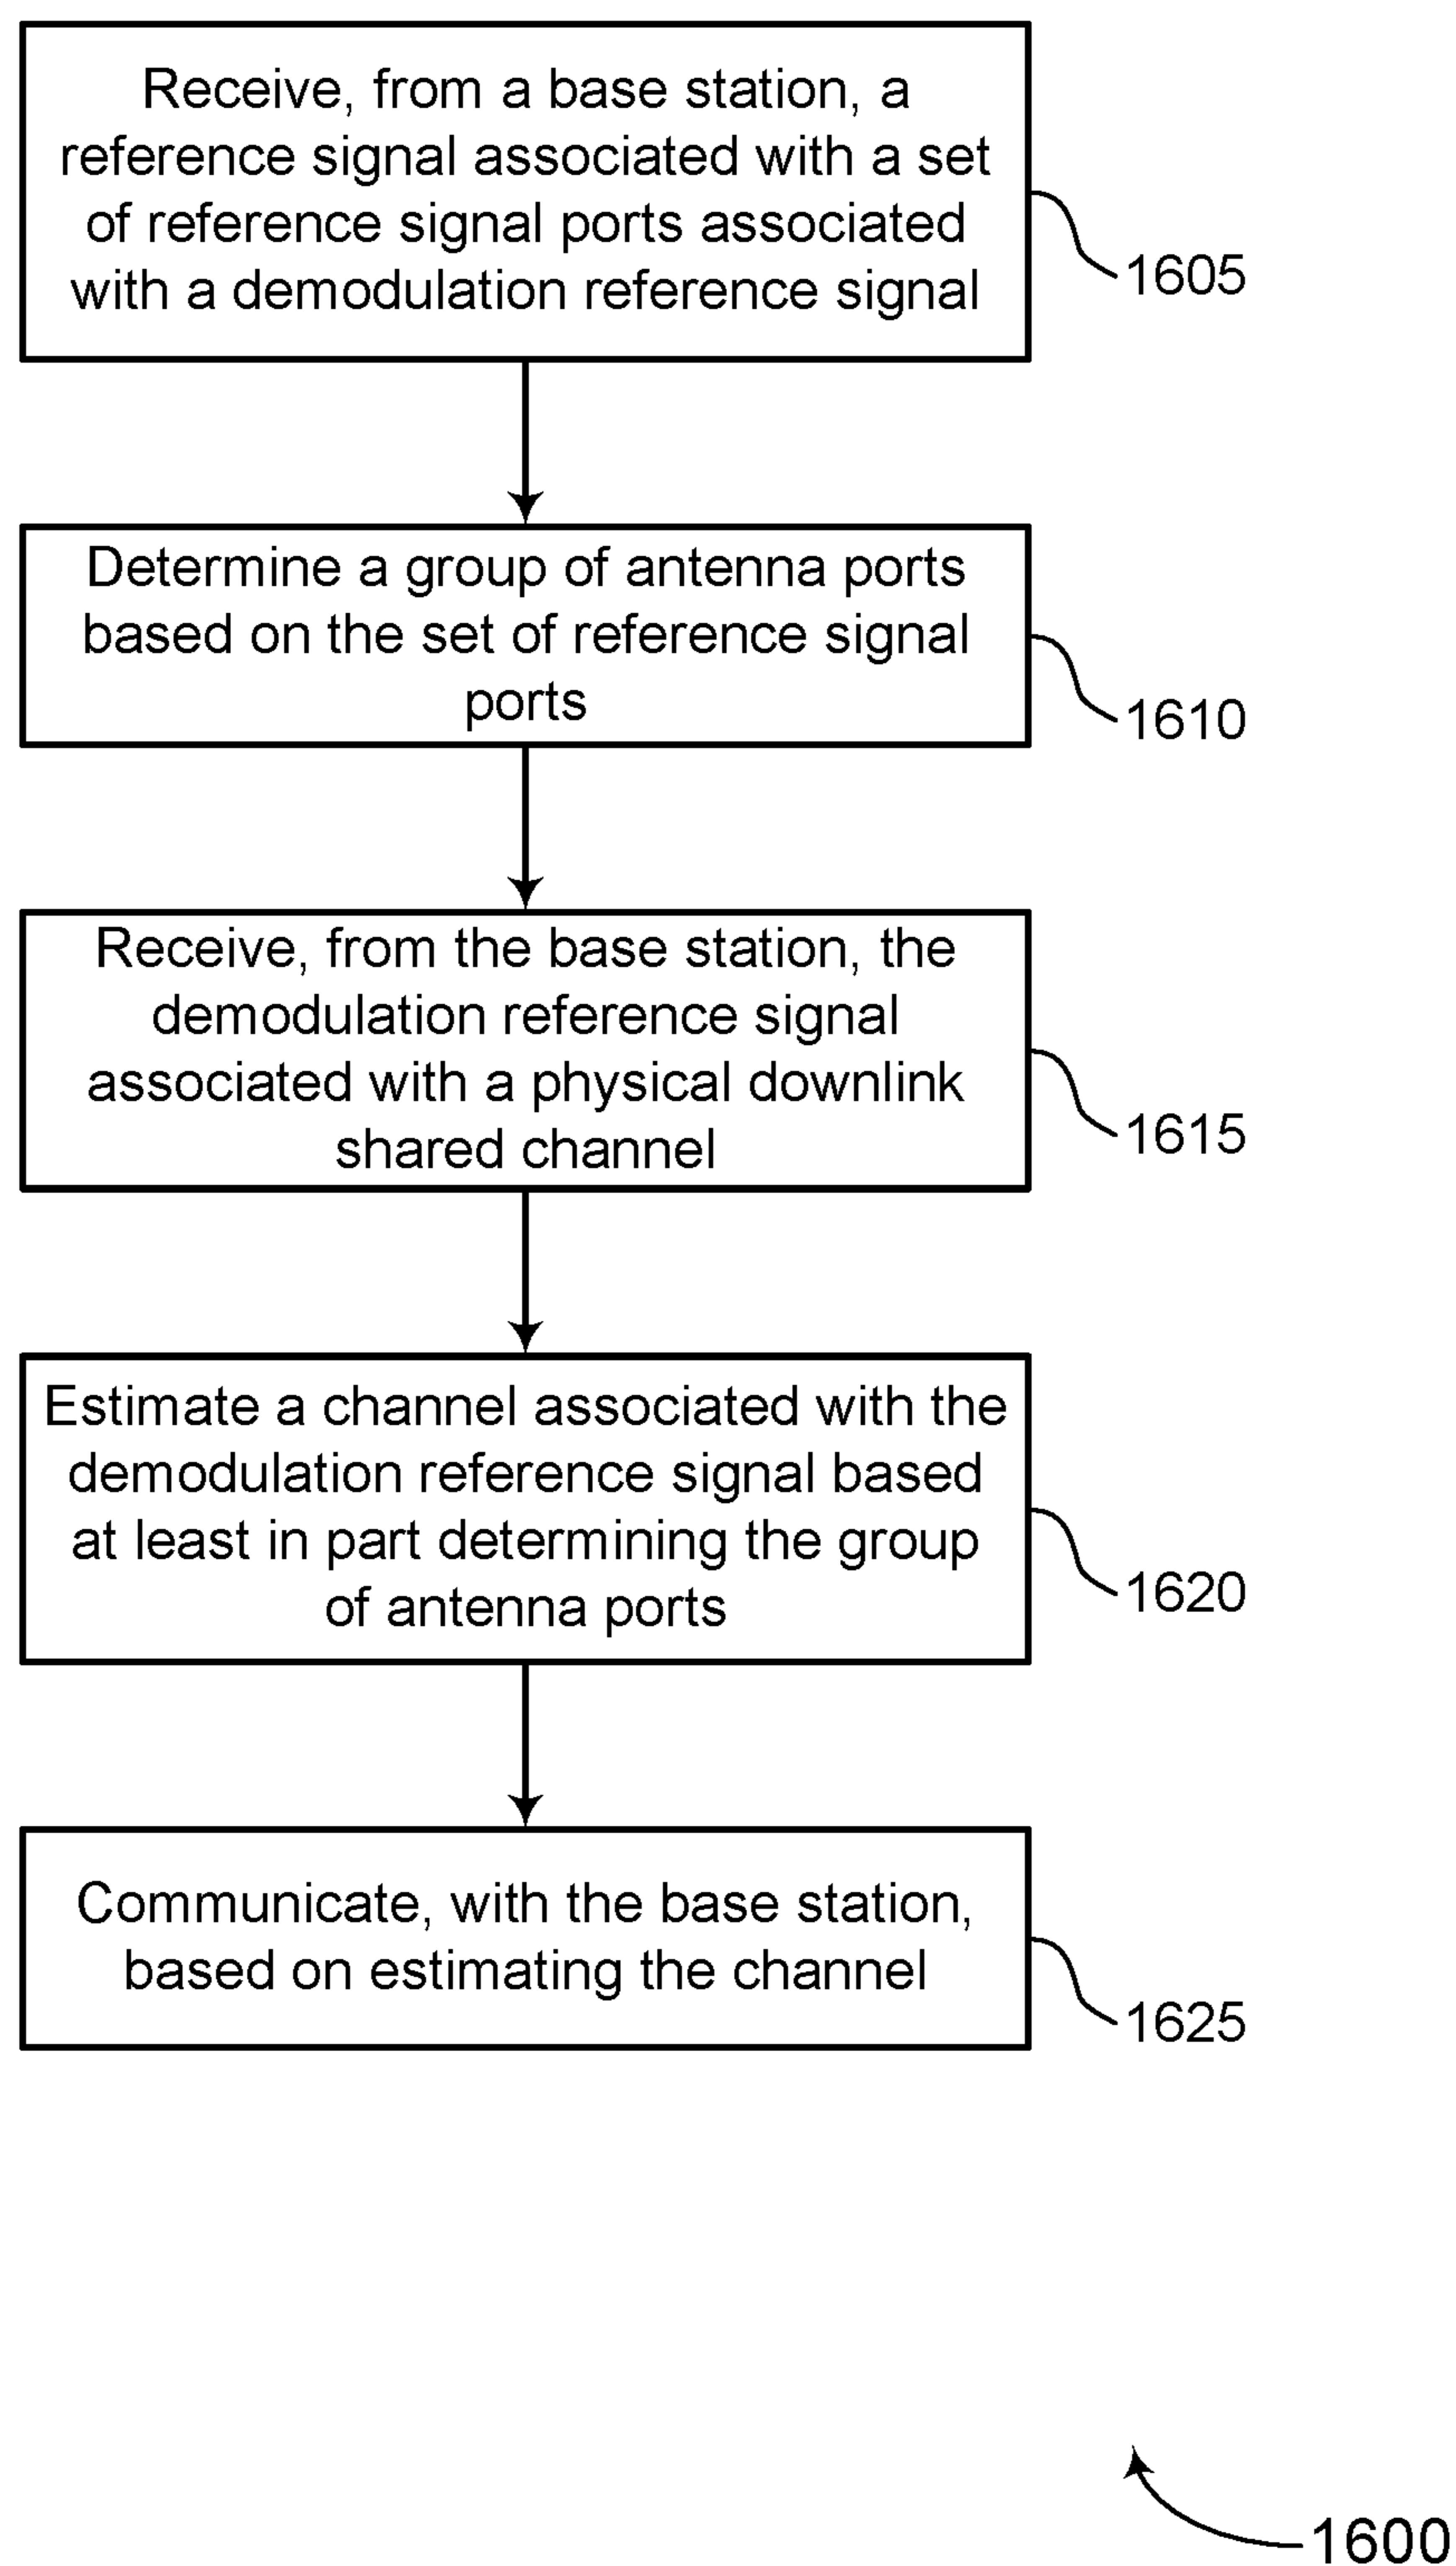 Receive, from a base station, a
reference signal associated with a set
of reference signal ports associated
with a demodulation reference signal
1605
Determine a group of antenna ports
based on the set of reference signal
ports
1610
Receive, from the base station, the
demodulation reference signal
associated with a physical downlink
shared channel
1615
Estimate a channel associated with the
demodulation reference signal based
at least in part determining the group
of antenna ports
1620
Communicate, with the base station,
based on estimating the channel
1625
1600